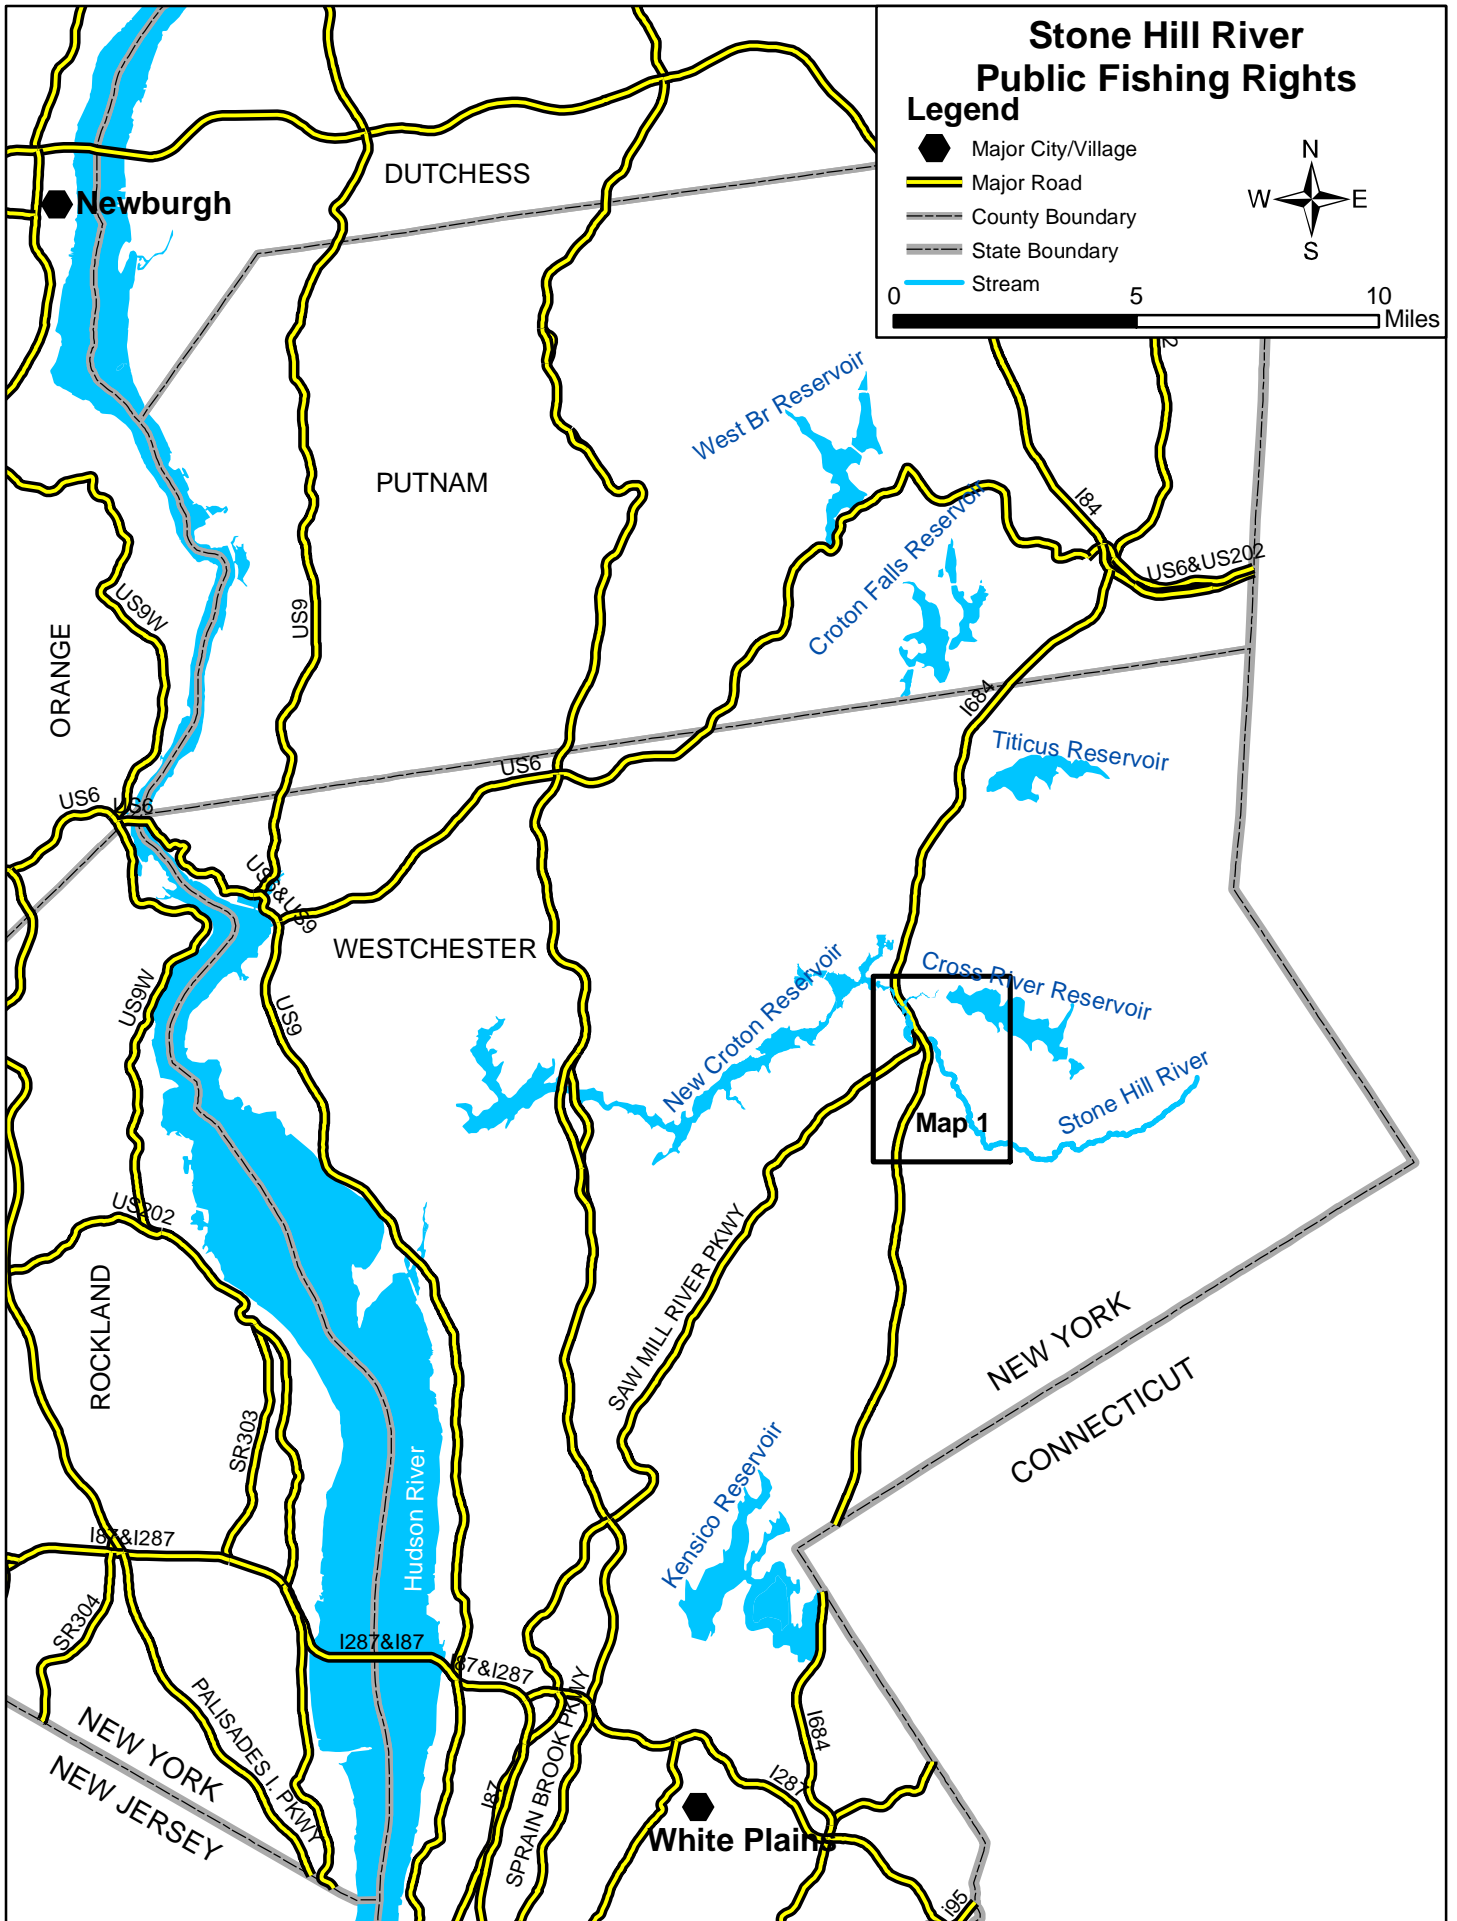 Stone Hill River
Public Fishing Rights
Legend
Major City/Village
Major Road
County Boundary
State Boundary
Stream
N
W
E
S
0
5
10
Miles
DUTCHESS
Newburgh
2
West Br Reservoir
PUTNAM
I84
Croton Falls Reservoir
US6&US202
US9W
US9
ORANGE
I684
Titicus Reservoir
US6
US6
US6
US6&US9
WESTCHESTER
US9W
US9
New Croton Reservoir
Cross River Reservoir
Stone Hill River
Map 1
US202
SAW MILL RIVER PKWY
ROCKLAND
NEW YORK
CONNECTICUT
SR303
Hudson River
Kensico Reservoir
I87&I287
SR304
I287&I87
I87&I287
PALISADES I. PKWY
SPRAIN BROOK PKWY
NEW YORK
NEW JERSEY
I684
I287
I87
White Plains
i95